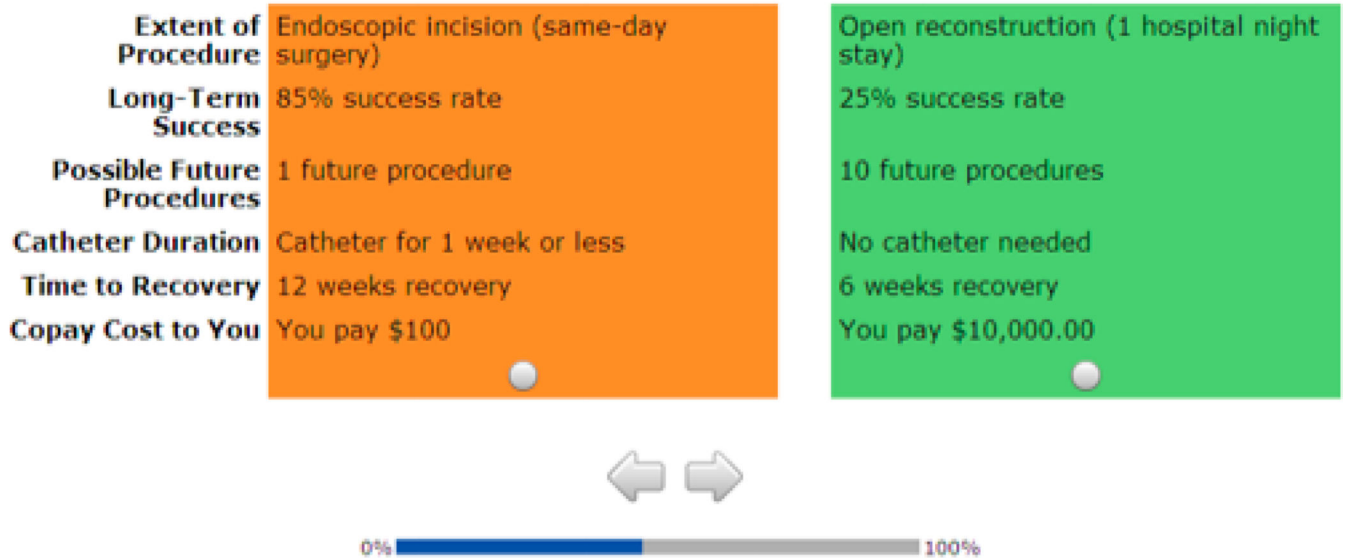 Extent of Procedure Endoscopic incision (same-day surgery) Open reconstruction (1 hospital night stay)
Long-Term Success 85% success rate 25% success rate
Possible Future Procedures 1 future procedure 10 future procedures
Catheter Duration Catheter for 1 week or less No catheter needed
Time to Recovery 12 weeks recovery 6 weeks recovery
Copay Cost to You You pay $100 You pay $10,000.00
0% 100%